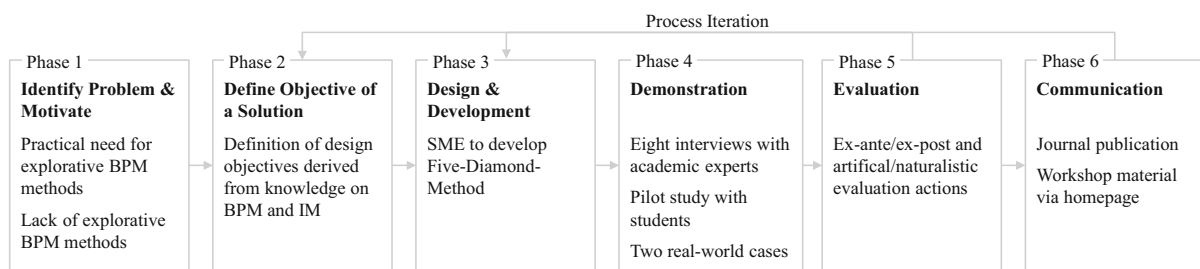 Process Iteration
Phase 1
Identify Problem &
Motivate
Practical need for
explorative BPM
methods
Lack of explorative
BPM methods
Phase 2
Define Objective of
a Solution
Definition of design
objectives derived
from knowledge on
BPM and IM
Phase 3
Design &
Development
SME to develop
Five-Diamond-
Method
Phase 4
Demonstration
Eight interviews with
academic experts
Pilot study with
students
Two real-world cases
Phase 5
Evaluation
Ex-ante/ex-post and
artifical/naturalistic
evaluation actions
Phase 6
Communication
Journal publication
Workshop material
via homepage